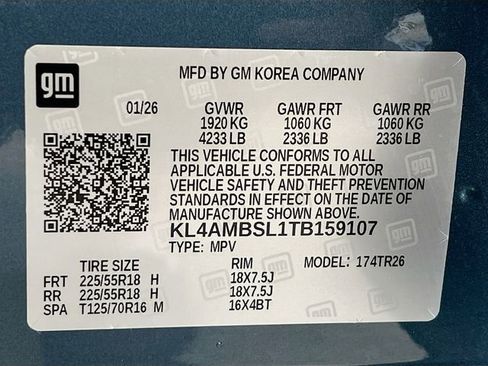 gm
MFD BY GM KOREA COMPANY
01/26 GVWR GAWR FRT GAWR RR
1920 KG 1060 KG 1060 KG
4233 LB 2336 LB 2336 LB
THIS VEHICLE CONFORMS TO ALL
APPLICABLE U.S. FEDERAL MOTOR
VEHICLE SAFETY AND THEFT PREVENTION
STANDARDS IN EFFECT ON THE DATE OF
MANUFACTURE SHOWN ABOVE.
KL4AMBSL1TB159107
TYPE: MPV
TIRE SIZE RIM MODEL: 174TR26
FRT 225/55R18 H 18X7.5J
RR 225/55R18 H 18X7.5J
SPA T125/70R16 M 16X4BT